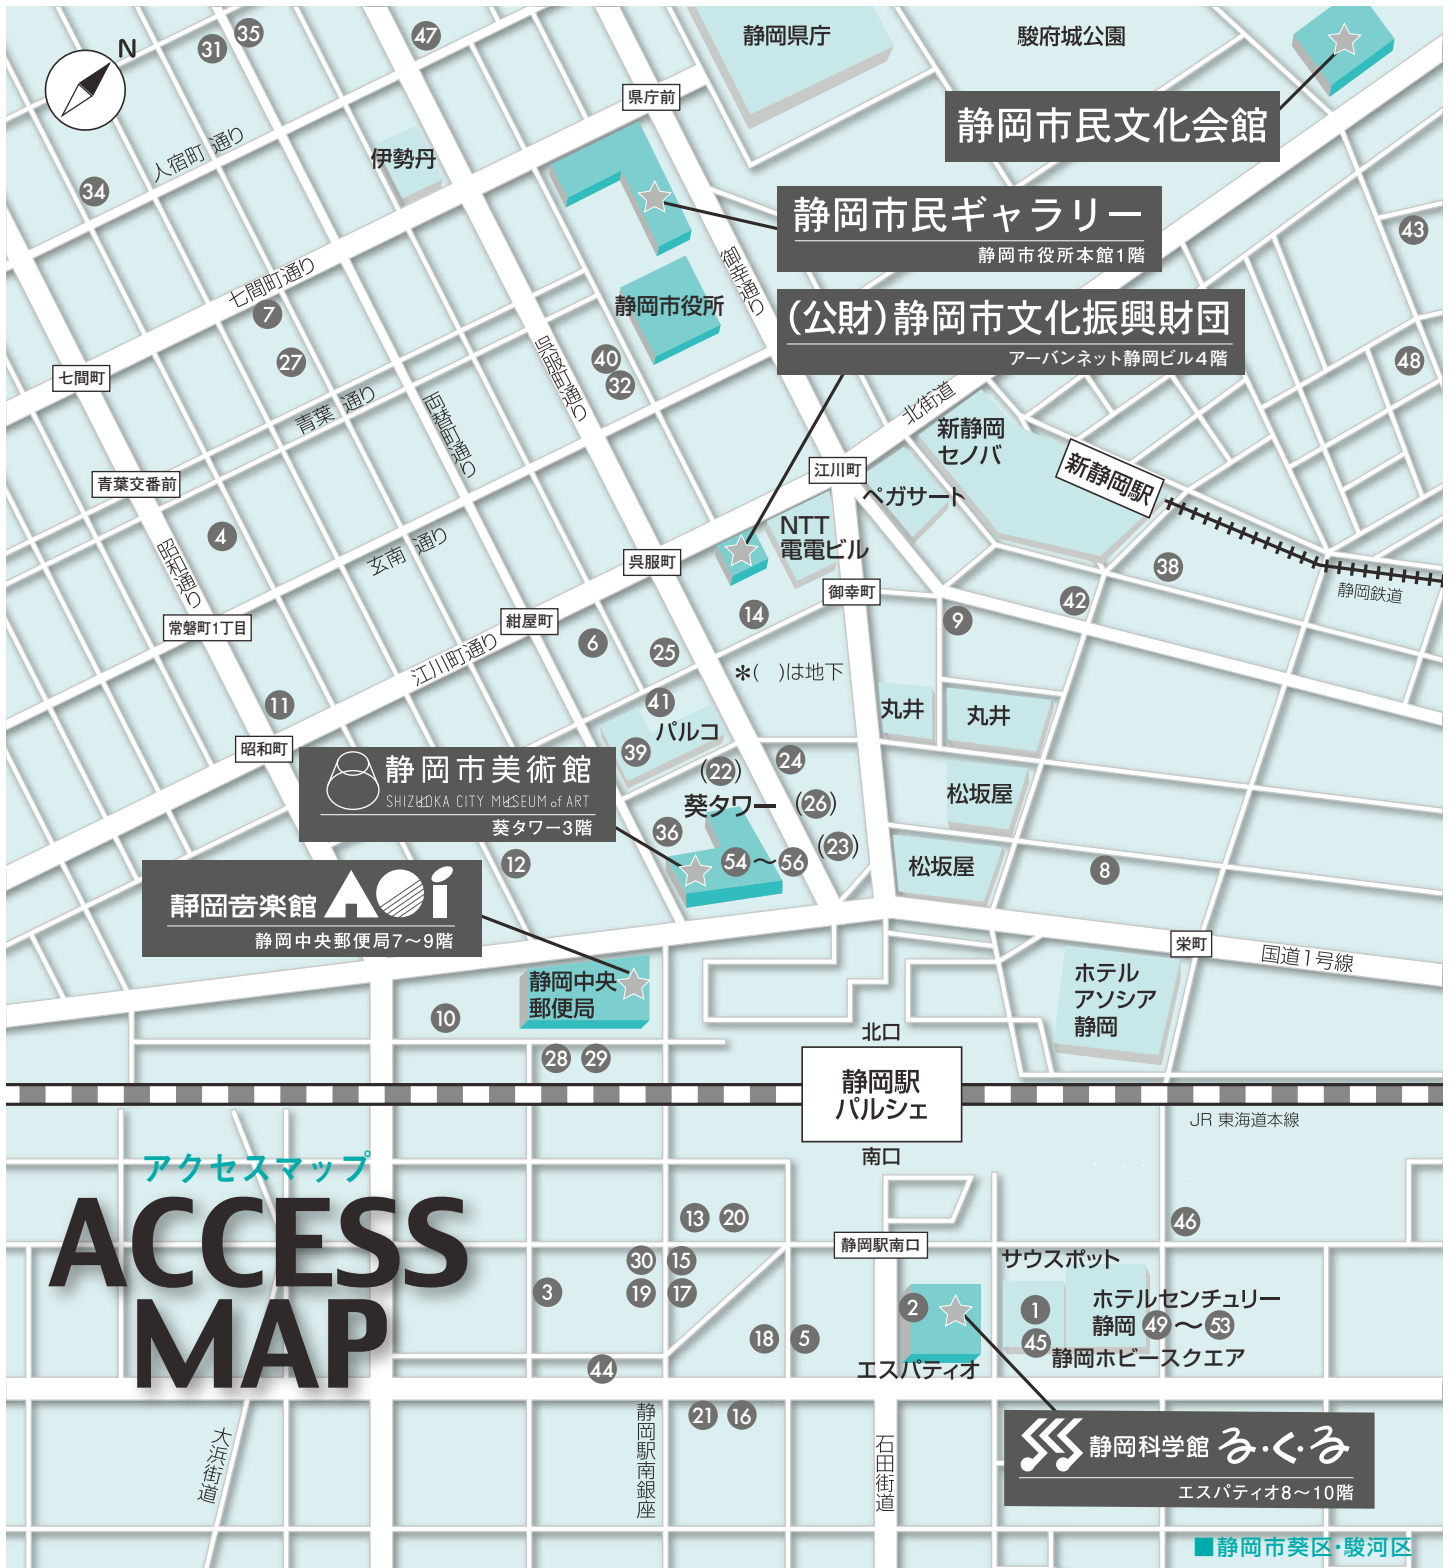 N
31
35
47
静岡県庁
駿府城公園
県庁前
静岡市民文化会館
人宿町 通り
伊勢丹
34
静岡市民ギャラリー
静岡市役所本館1階
43
御幸通り
七間町通り
7
静岡市役所
(公財)静岡市文化振興財団
アーバンネット静岡ビル4階
27
40
32
呉服町通り
48
七間町
青葉 通り
両替町通り
北街道
新静岡
セノバ
新静岡駅
江川町
青葉交番前
ペガサート
4
昭和通り
玄南 通り
NTT
電電ビル
呉服町
38
静岡鉄道
御幸町
42
常磐町1丁目
紺屋町
14
9
6
25
江川町通り
*( )は地下
11
41
パルコ
丸井
丸井
昭和町
39
24
静岡市美術館
SHIZUOKA CITY MUSEUM of ART
葵タワー3階
(22)
葵タワー
(26)
松坂屋
36
(23)
12
54〜56
松坂屋
8
静岡音楽館 AOi
静岡中央郵便局7〜9階
栄町
国道1号線
静岡中央
郵便局
ホテル
アソシア
静岡
10
北口
28
29
静岡駅
パルシェ
JR 東海道本線
南口
アクセスマップ
ACCESS
MAP
13
20
46
静岡駅南口
サウスポット
30
15
3
19
17
2
1
ホテルセンチュリー
静岡 49〜53
18
5
45
静岡ホビースクエア
44
エスパティオ
21
16
大浜街道
静岡駅南銀座
石田街道
静岡科学館 る・く・る
エスパティオ8〜10階
■静岡市葵区・駿河区